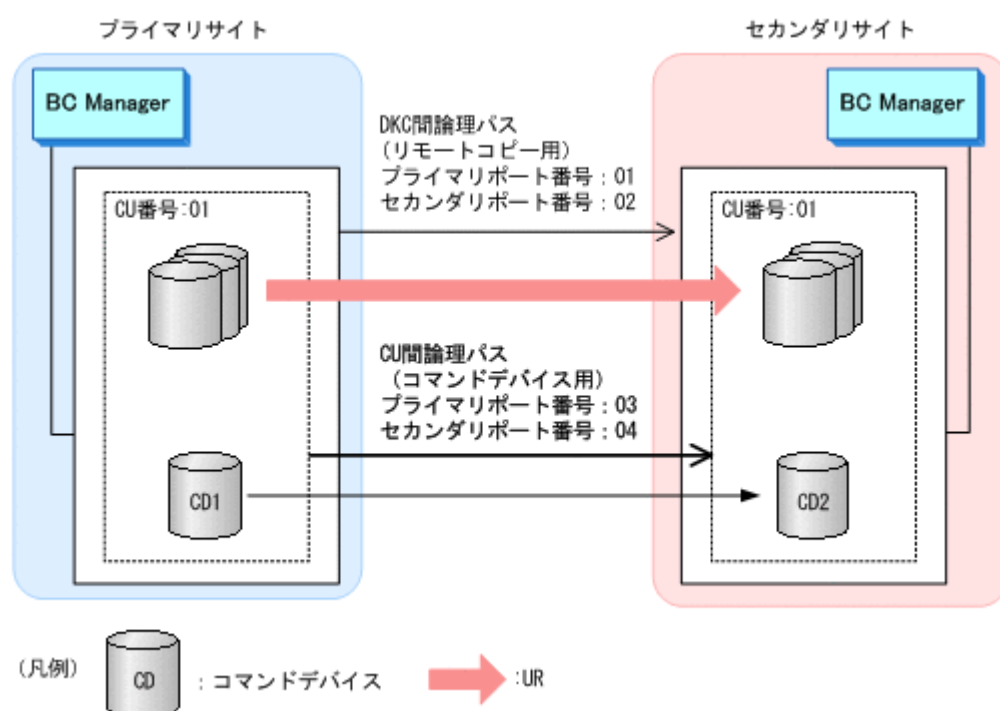 プライマリサイト
セカンダリサイト
BC Manager
BC Manager
DKC間論理パス
(リモートコピー用)
プライマリポート番号:01
セカンダリポート番号:02
CU番号:01
CU番号:01
CU間論理パス
(コマンドデバイス用)
プライマリポート番号:03
セカンダリポート番号:04
CD1
CD2
(凡例)
CD
:コマンドデバイス
:UR